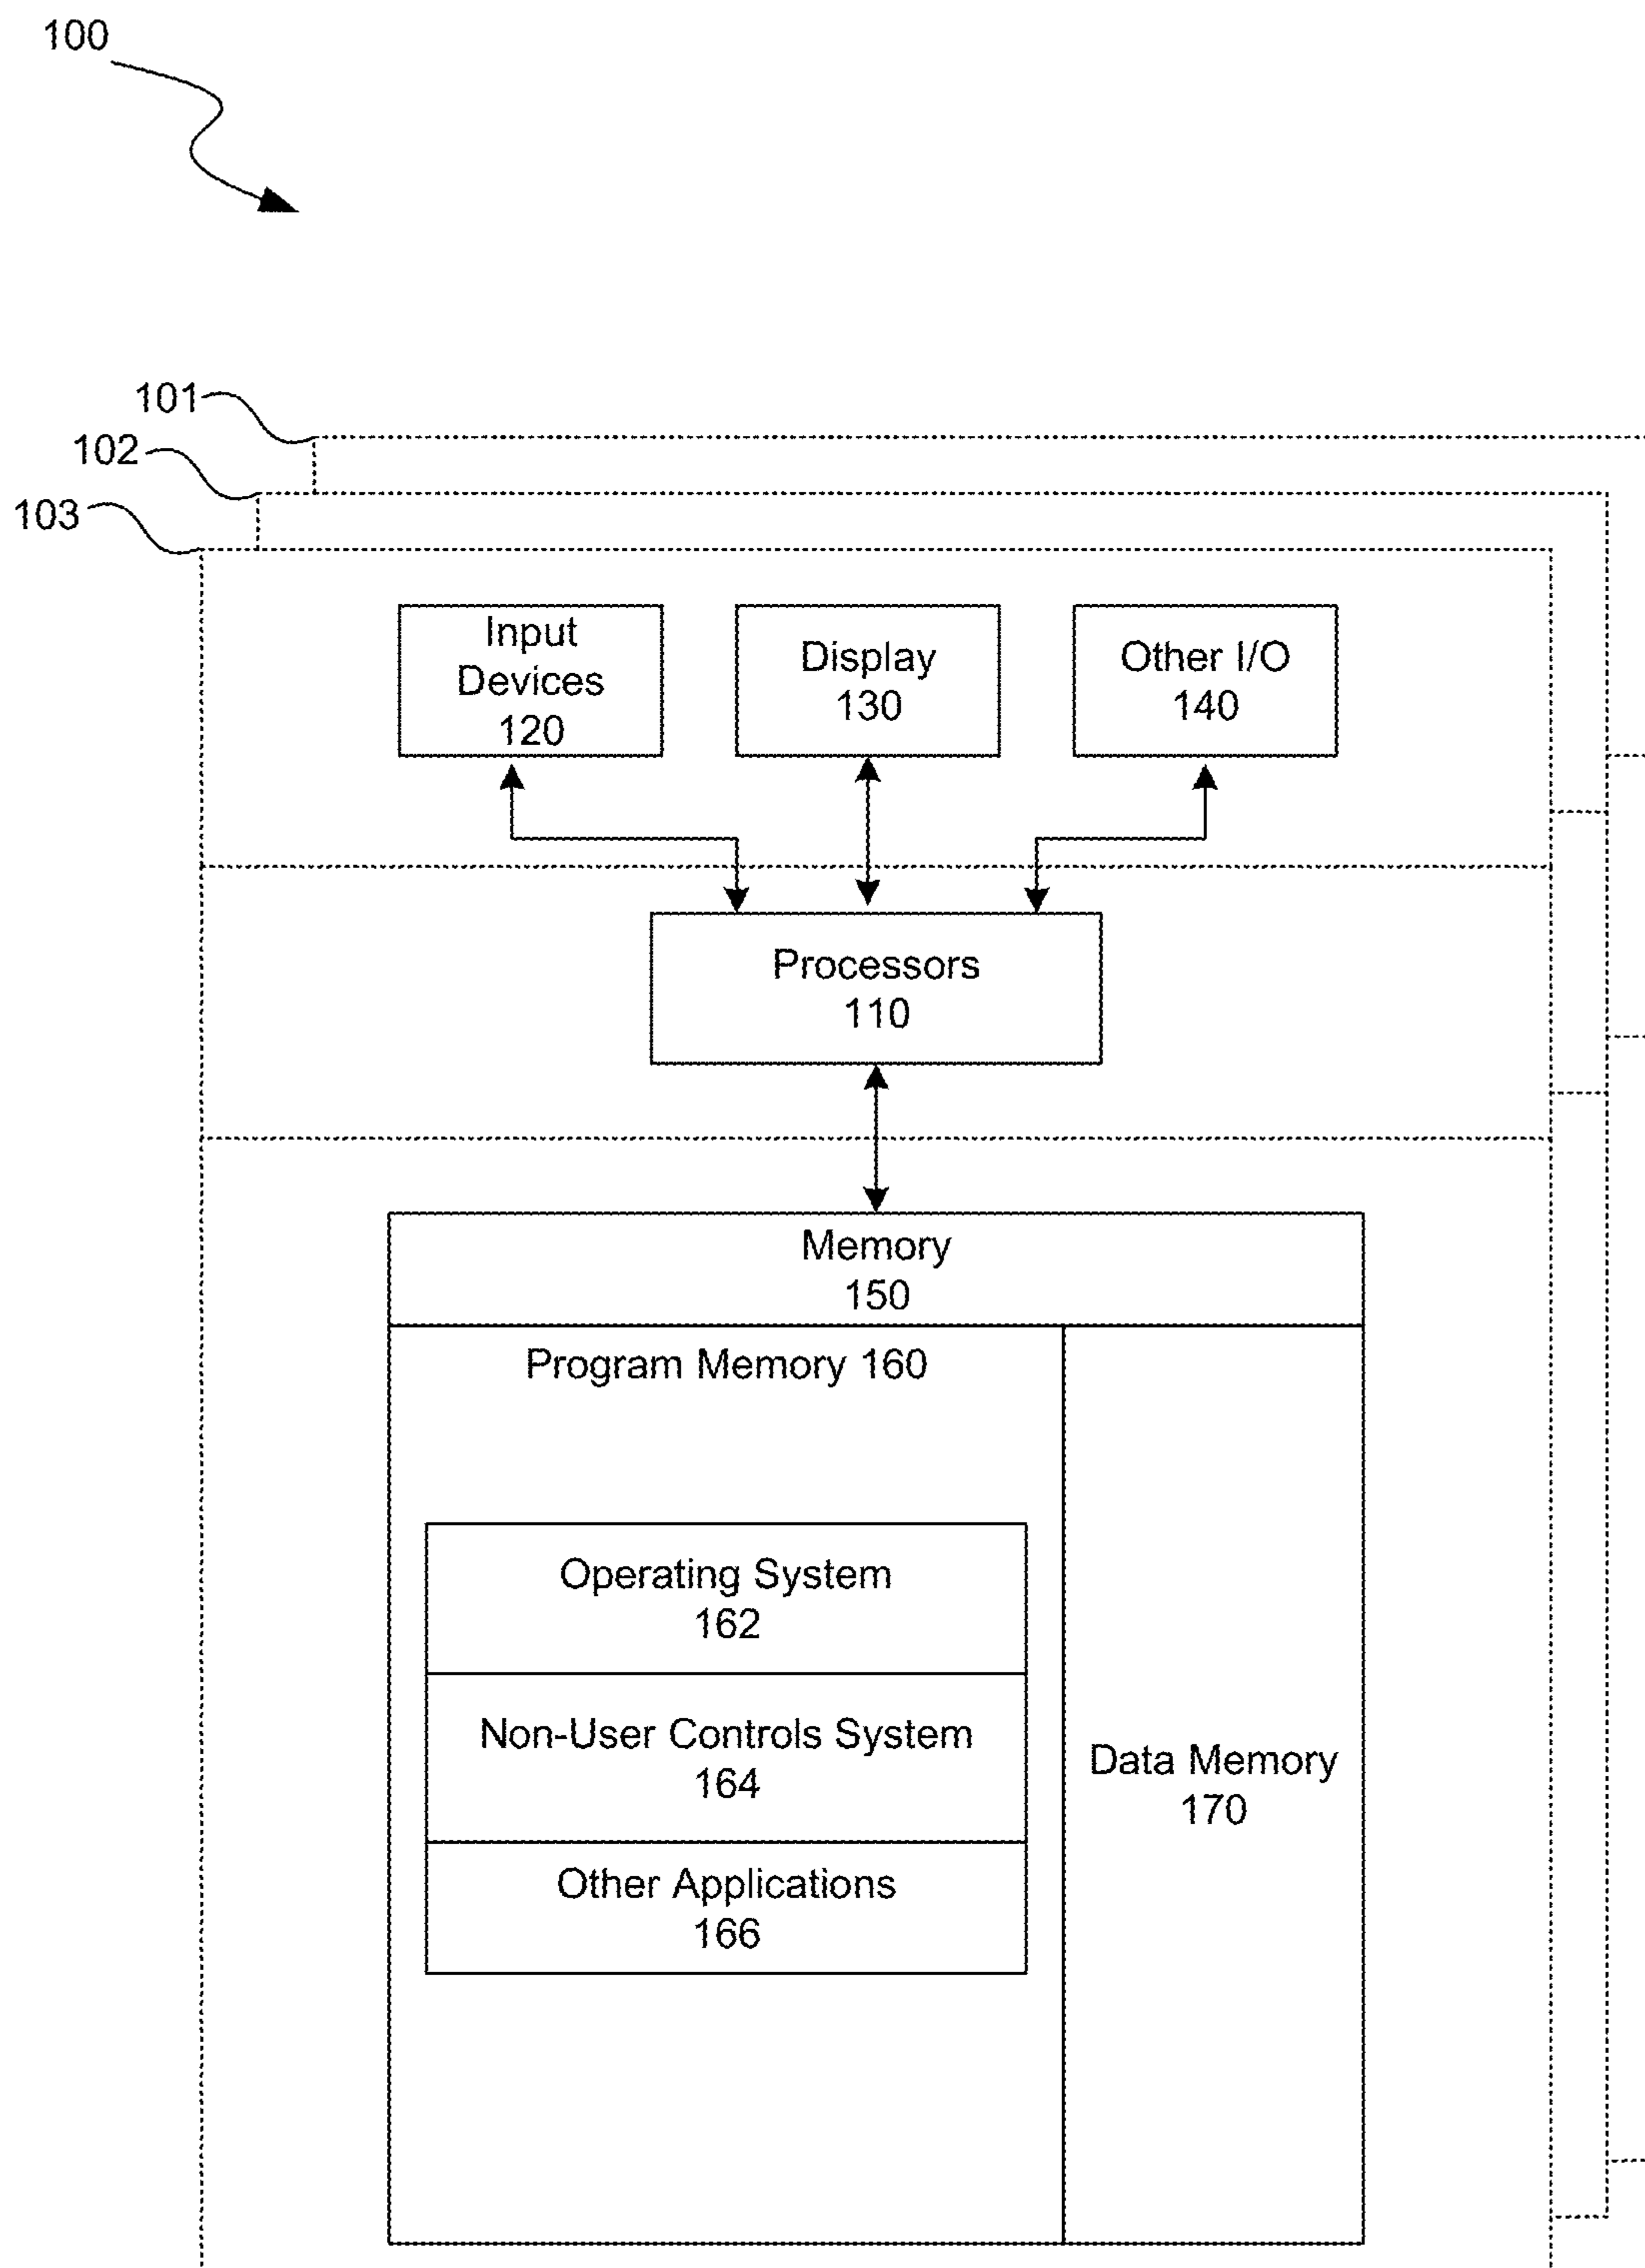 100
101
102
103
Input
Devices
120
Display
130
Other I/O
140
Processors
110
Memory
150
Program Memory 160
Operating System
162
Non-User Controls System
164
Other Applications
166
Data Memory
170